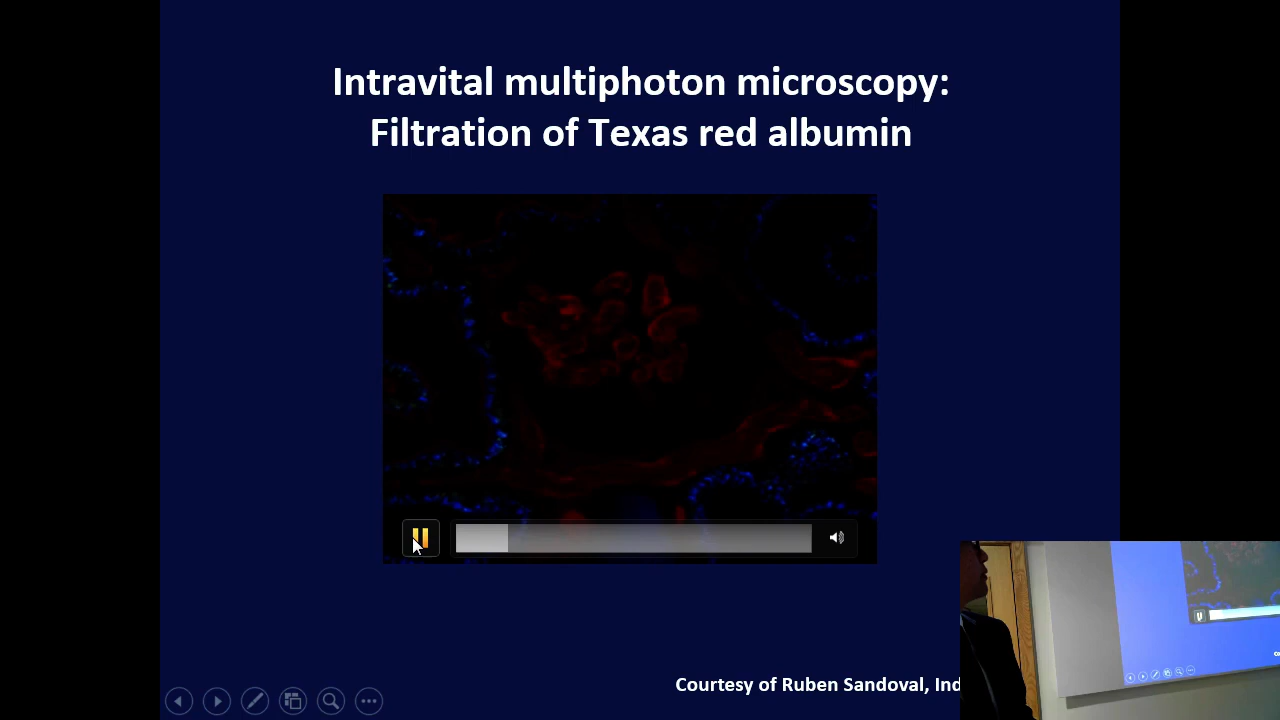 Intravital multiphoton microscopy:
Filtration of Texas red albumin
Courtesy of Ruben Sandoval, Ind